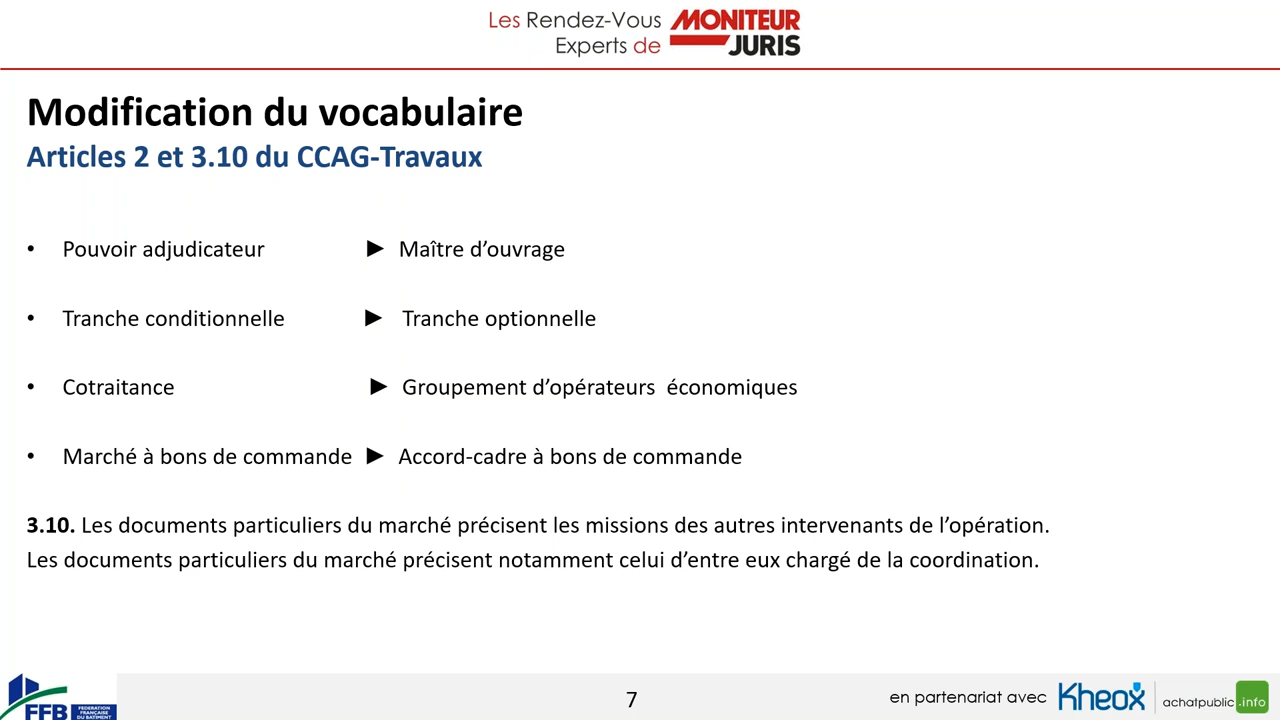 Les Rendez-Vous MONITEUR
Experts de JURIS
Modification du vocabulaire
Articles 2 et 3.10 du CCAG-Travaux
• Pouvoir adjudicateur ► Maître d’ouvrage
• Tranche conditionnelle ► Tranche optionnelle
• Cotraitance ► Groupement d’opérateurs économiques
• Marché à bons de commande ► Accord-cadre à bons de commande
3.10. Les documents particuliers du marché précisent les missions des autres intervenants de l’opération.
Les documents particuliers du marché précisent notamment celui d’entre eux chargé de la coordination.
FFB FEDERATION FRANÇAISE DU BÂTIMENT
7
en partenariat avec Kheox achatpublic.info